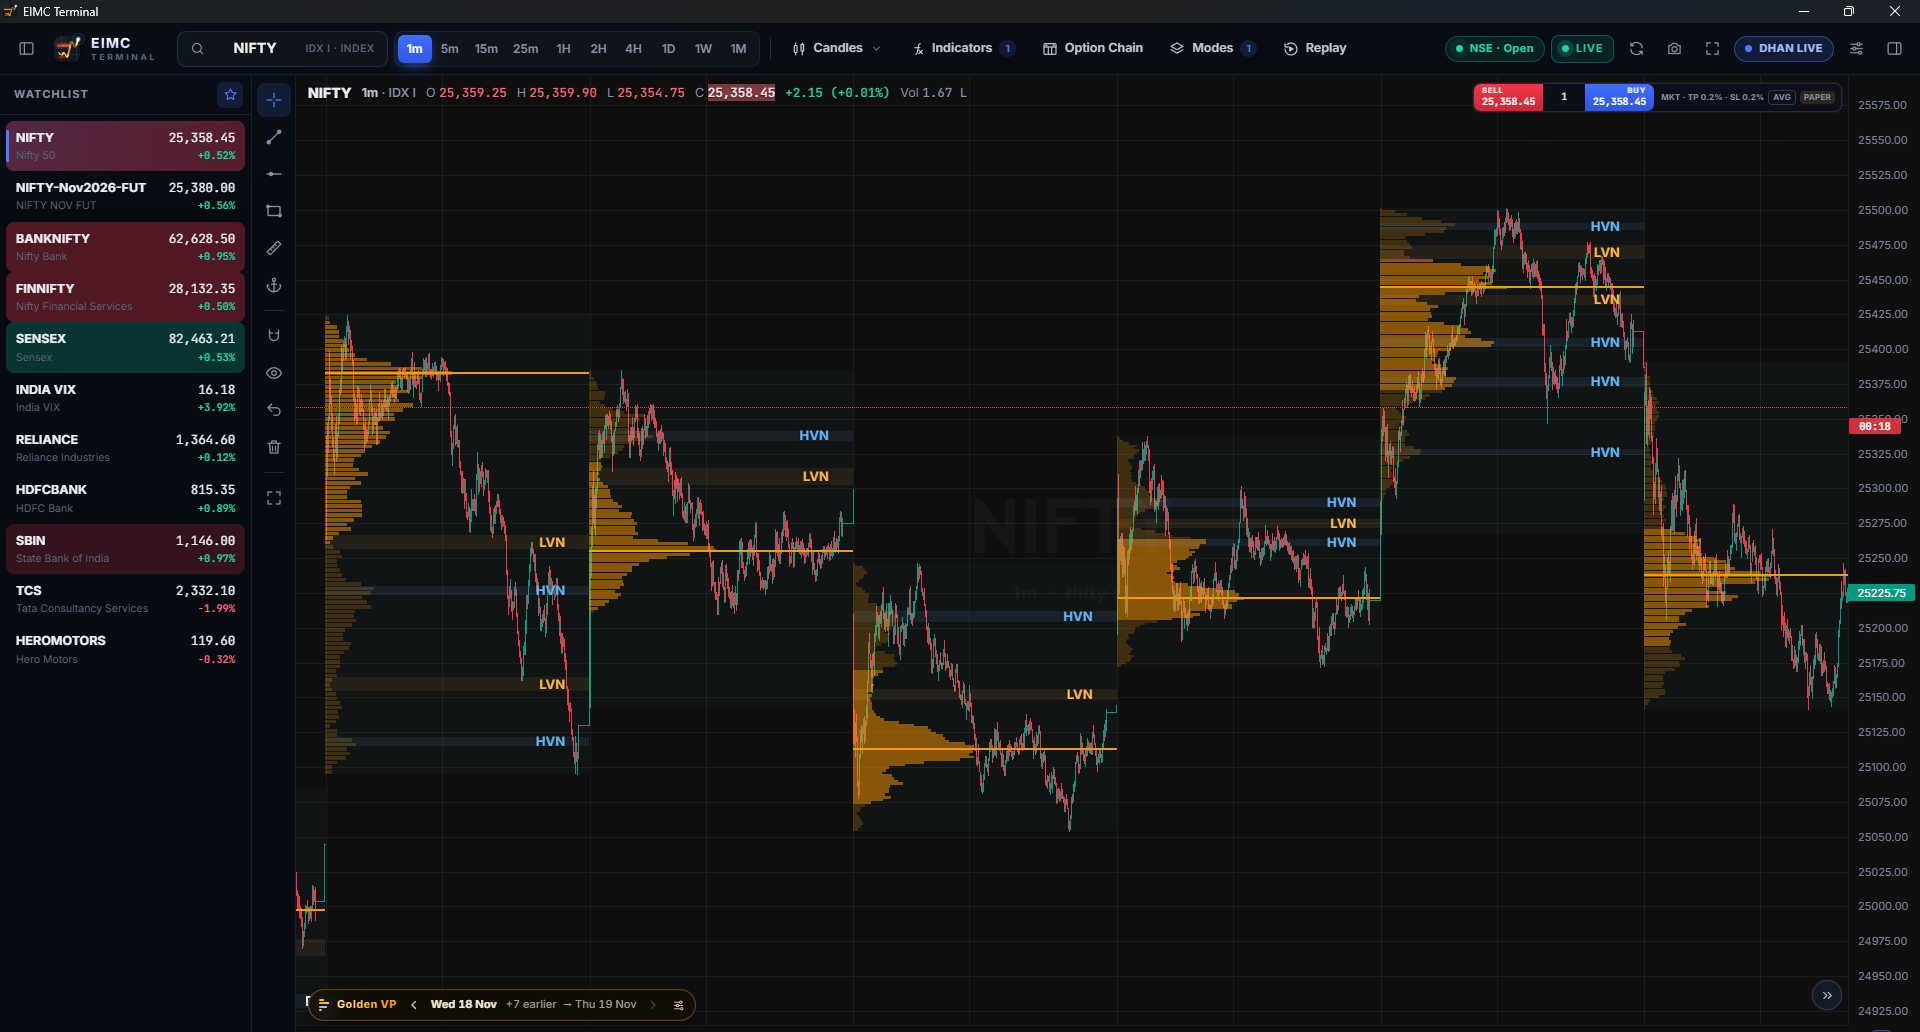 EIMC Terminal
EIMC
TERMINAL
NIFTY IDX I · INDEX
1m 5m 15m 25m 1H 2H 4H 1D 1W 1M
Candles
Indicators 1
Option Chain
Modes 1
Replay
NSE · Open
LIVE
DHAN LIVE
WATCHLIST
NIFTY 25,358.45
Nifty 50 +0.52%
NIFTY-Nov2026-FUT 25,380.00
NIFTY NOV FUT +0.56%
BANKNIFTY 62,628.50
Nifty Bank +0.95%
FINNIFTY 28,132.35
Nifty Financial Services +0.50%
SENSEX 82,463.21
Sensex +0.53%
INDIA VIX 16.18
India VIX +3.92%
RELIANCE 1,364.60
Reliance Industries +0.12%
HDFCBANK 815.35
HDFC Bank +0.89%
SBIN 1,146.00
State Bank of India +0.97%
TCS 2,332.10
Tata Consultancy Services -1.99%
HEROMOTORS 119.60
Hero Motors -0.32%
NIFTY 1m · IDX I O 25,359.25 H 25,359.90 L 25,354.75 C 25,358.45 +2.15 (+0.01%) Vol 1.67 L
SELL
25,358.45
1
BUY
25,358.45
MKT · TP 0.2% · SL 0.2% AVG PAPER
LVN
HVN
LVN
HVN
HVN
LVN
HVN
LVN
HVN
LVN
HVN
HVN
LVN
LVN
HVN
HVN
HVN
25575.00
25550.00
25525.00
25500.00
25475.00
25450.00
25425.00
25400.00
25375.00
00:18
25325.00
25300.00
25275.00
25250.00
25225.75
25200.00
25175.00
25150.00
25125.00
25100.00
25075.00
25050.00
25025.00
25000.00
24975.00
24950.00
24925.00
Golden VP Wed 18 Nov +7 earlier → Thu 19 Nov